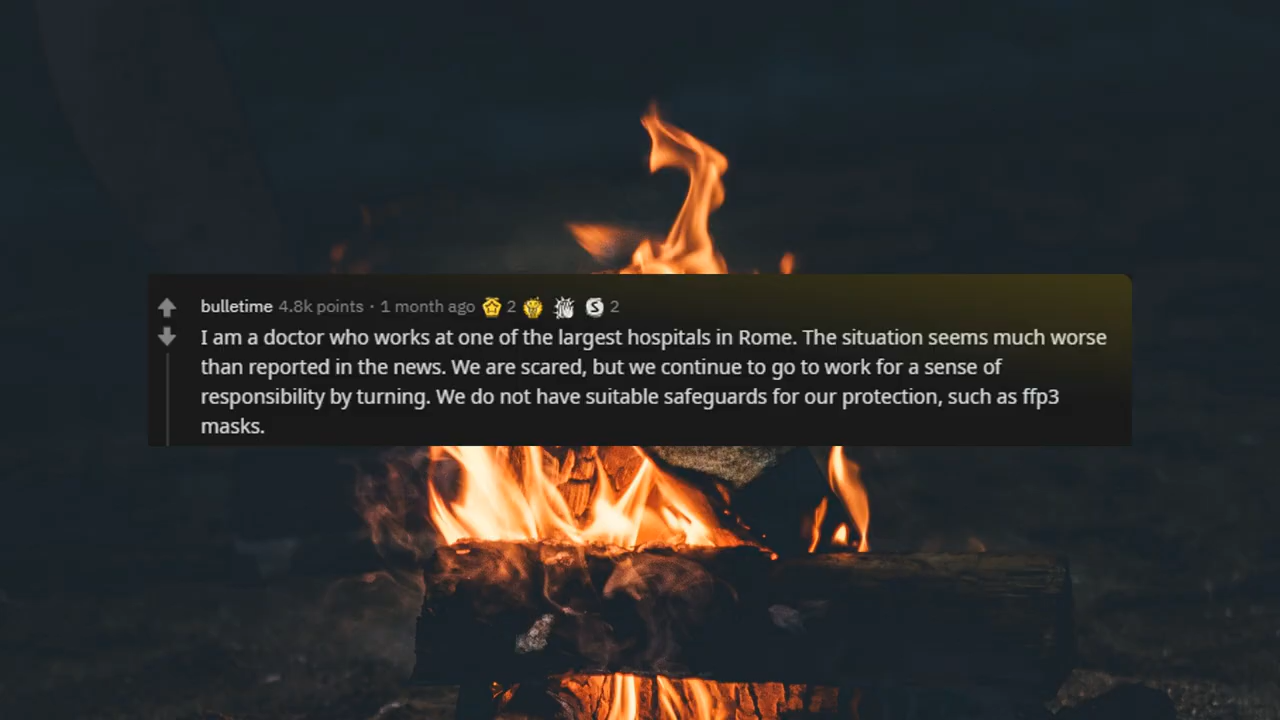 bulletime 4.8k points · 1 month ago 2 S 2
I am a doctor who works at one of the largest hospitals in Rome. The situation seems much worse
than reported in the news. We are scared, but we continue to go to work for a sense of
responsibility by turning. We do not have suitable safeguards for our protection, such as ffp3
masks.